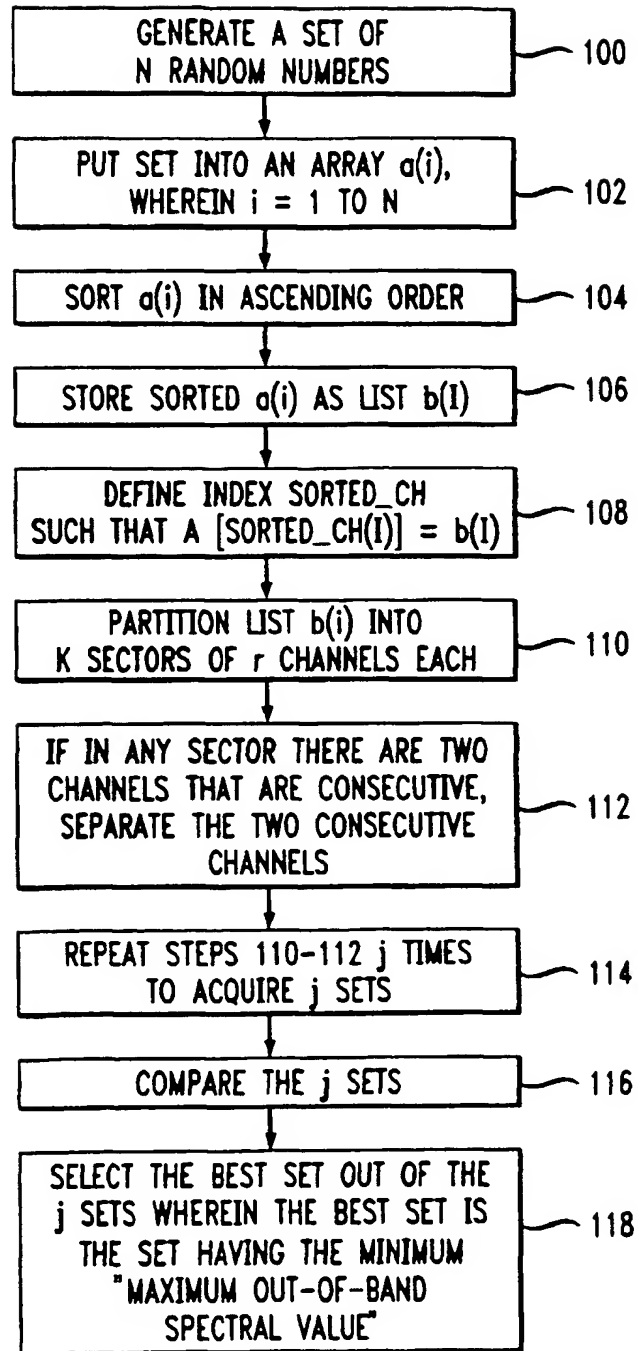 GENERATE A SET OF
N RANDOM NUMBERS
100
PUT SET INTO AN ARRAY a(i),
WHEREIN i = 1 TO N
102
SORT a(i) IN ASCENDING ORDER
104
STORE SORTED a(i) AS LIST b(I)
106
DEFINE INDEX SORTED_CH
SUCH THAT A [SORTED_CH(I)] = b(I)
108
PARTITION LIST b(i) INTO
K SECTORS OF r CHANNELS EACH
110
IF IN ANY SECTOR THERE ARE TWO
CHANNELS THAT ARE CONSECUTIVE,
SEPARATE THE TWO CONSECUTIVE
CHANNELS
112
REPEAT STEPS 110-112 j TIMES
TO ACQUIRE j SETS
114
COMPARE THE j SETS
116
SELECT THE BEST SET OUT OF THE
j SETS WHEREIN THE BEST SET IS
THE SET HAVING THE MINIMUM
"MAXIMUM OUT-OF-BAND
SPECTRAL VALUE"
118